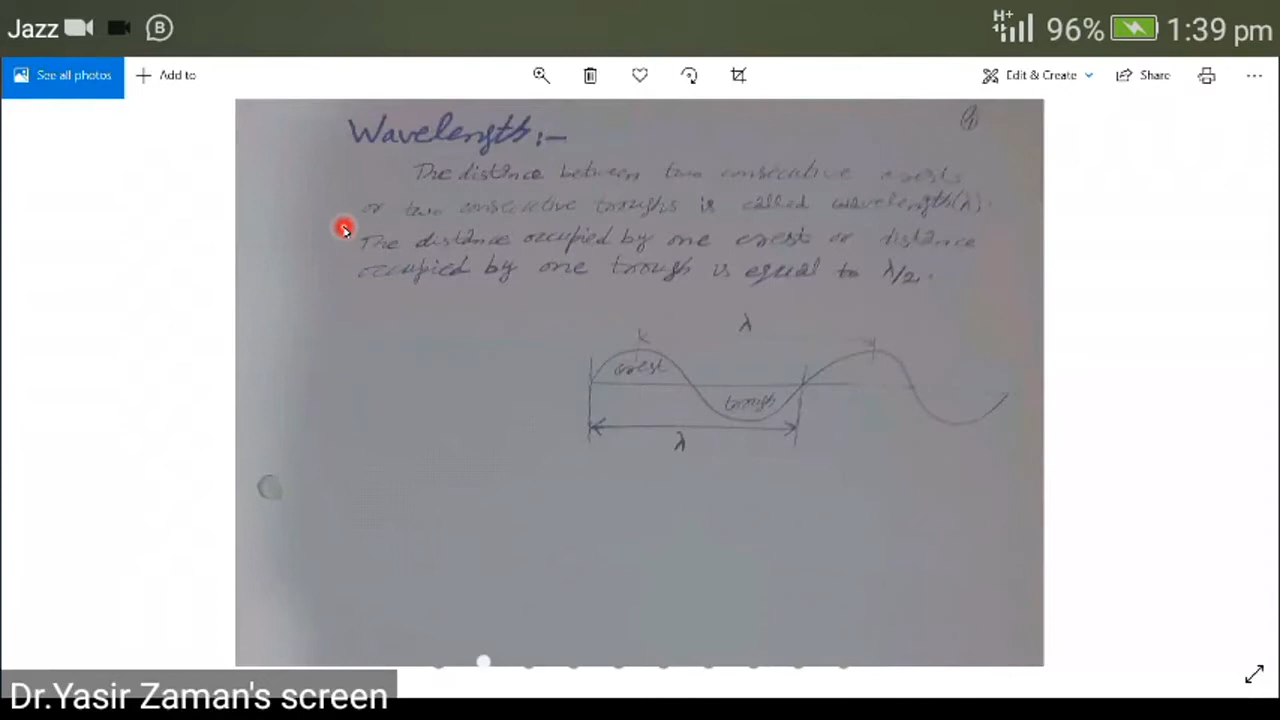 Jazz B H+ 96% 1:39 pm
See all photos + Add to Edit & Create Share
Wavelength:-
The distance between two consecutive crests
or two consecutive troughs is called wavelength(λ).
The distance occupied by one crest or distance
occupied by one trough is equal to λ/2.
λ
crest
trough
λ
Dr.Yasir Zaman's screen